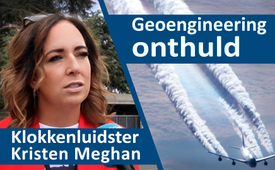 Geoengineering
onthuld
Klokkenluidster
Kristen Meghan